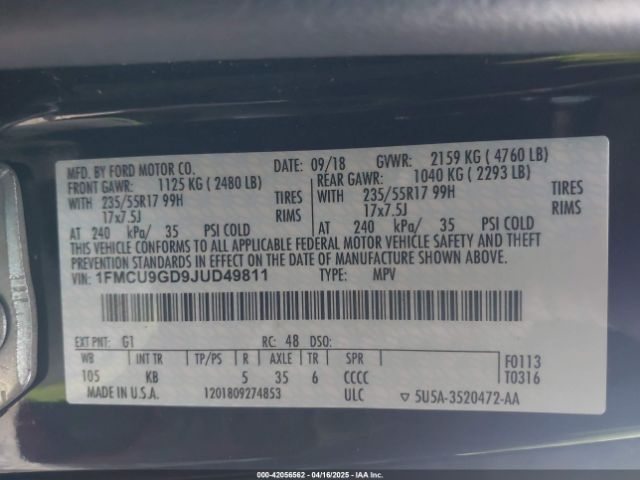 MFD. BY FORD MOTOR CO. DATE: 09/18 GVWR: 2159 KG ( 4760 LB)
FRONT GAWR: 1125 KG ( 2480 LB) REAR GAWR: 1040 KG ( 2293 LB)
WITH 235/55R17 99H TIRES WITH 235/55R17 99H TIRES
17x7.5J RIMS 17x7.5J RIMS
AT 240 kPa/ 35 PSI COLD AT 240 kPa/ 35 PSI COLD
THIS VEHICLE CONFORMS TO ALL APPLICABLE FEDERAL MOTOR VEHICLE SAFETY AND THEFT
PREVENTION STANDARDS IN EFFECT ON THE DATE OF MANUFACTURE SHOWN ABOVE.
VIN: 1FMCU9GD9JUD49811 TYPE: MPV
EXT PNT: G1 RC: 48 DSO:
WB INT TR TP/PS R AXLE TR SPR F0113
105 KB 5 35 6 CCCC T0316
MADE IN U.S.A. 1201809274853 ULC ▽ 5U5A-3520472-AA
000-42056562 | 04/16/2025 | IAA Inc.